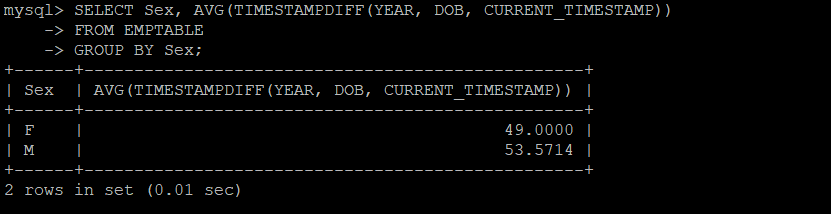 mysql> SELECT Sex, AVG(TIMESTAMPDIFF(YEAR, DOB, CURRENT_TIMESTAMP))
    -> FROM EMPTABLE
    -> GROUP BY Sex;
+------+--------------------------------------------------+
| Sex  | AVG(TIMESTAMPDIFF(YEAR, DOB, CURRENT_TIMESTAMP)) |
+------+--------------------------------------------------+
| F    |                                          49.0000 |
| M    |                                          53.5714 |
+------+--------------------------------------------------+
2 rows in set (0.01 sec)